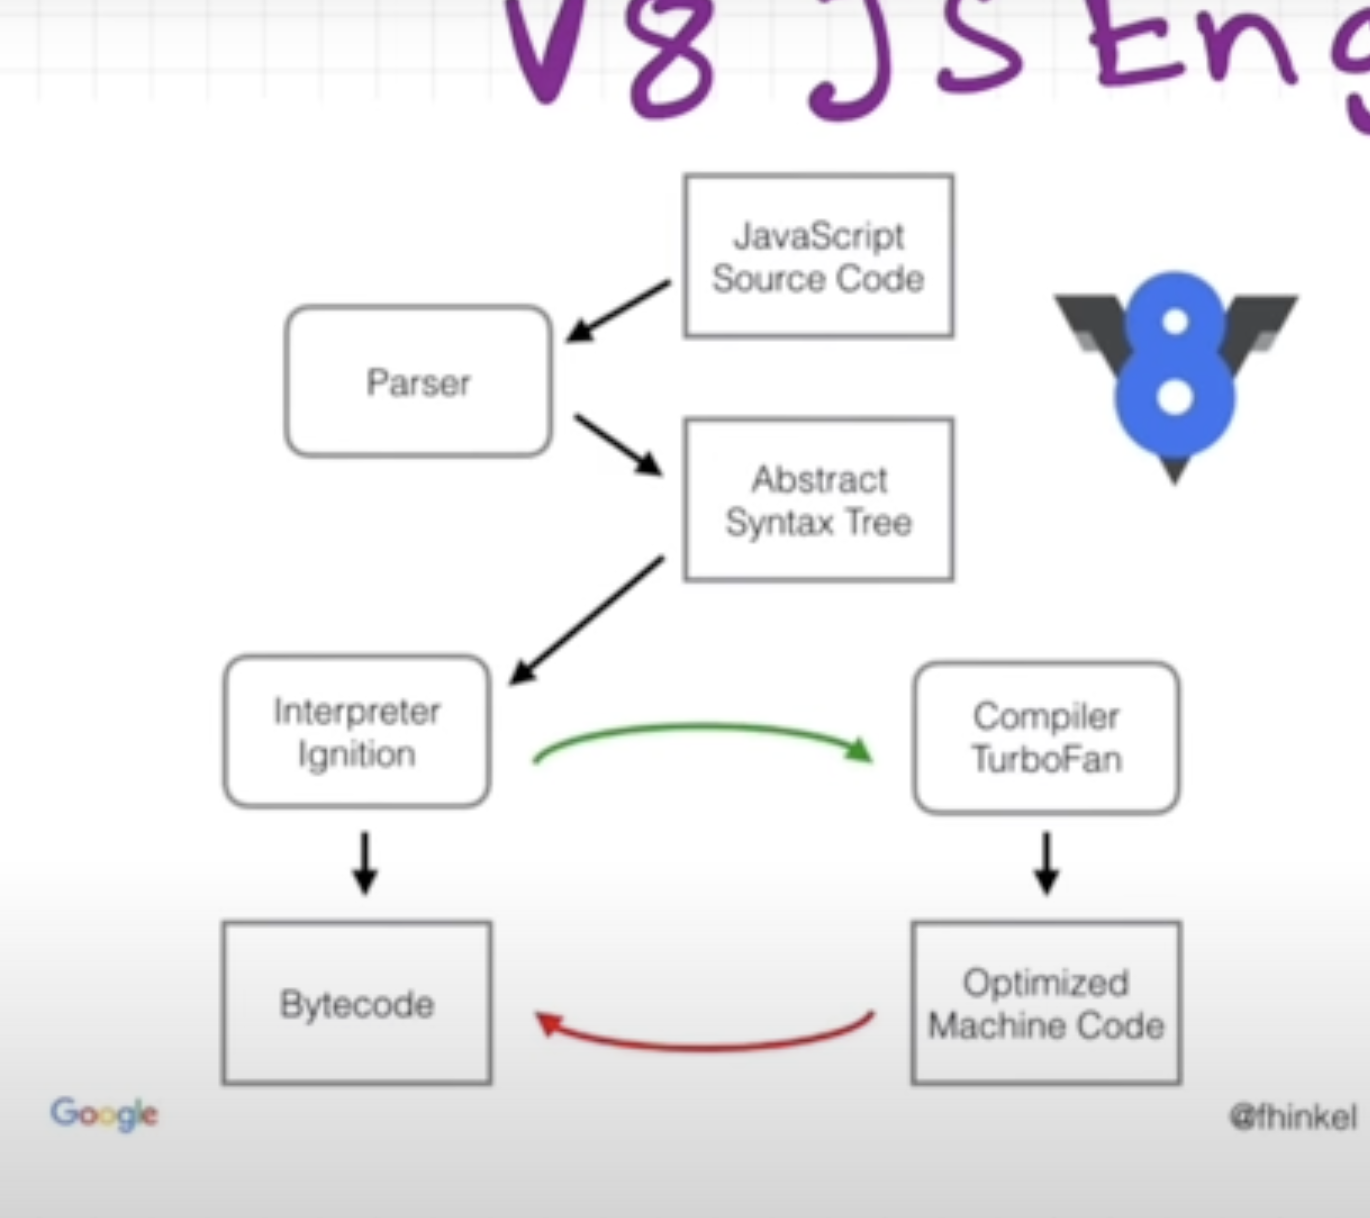 V8 JS Eng
JavaScript
Source Code
Parser
8
Abstract
Syntax Tree
Interpreter
Ignition
Compiler
TurboFan
Bytecode
Optimized
Machine Code
Google
@fhinkel